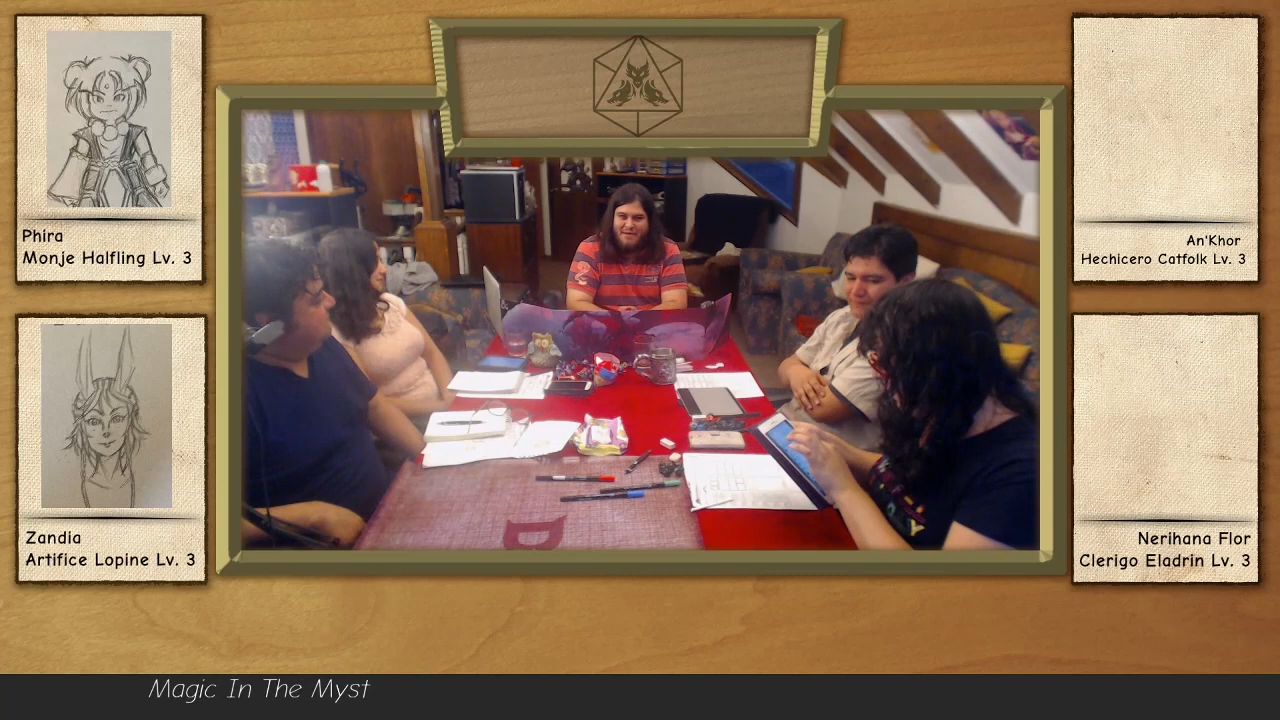 Phira
Monje Halfling Lv. 3
Zandia
Artifice Lopine Lv. 3
An'Khor
Hechicero Catfolk Lv. 3
Nerihana Flor
Clerigo Eladrin Lv. 3
D
Magic In The Myst